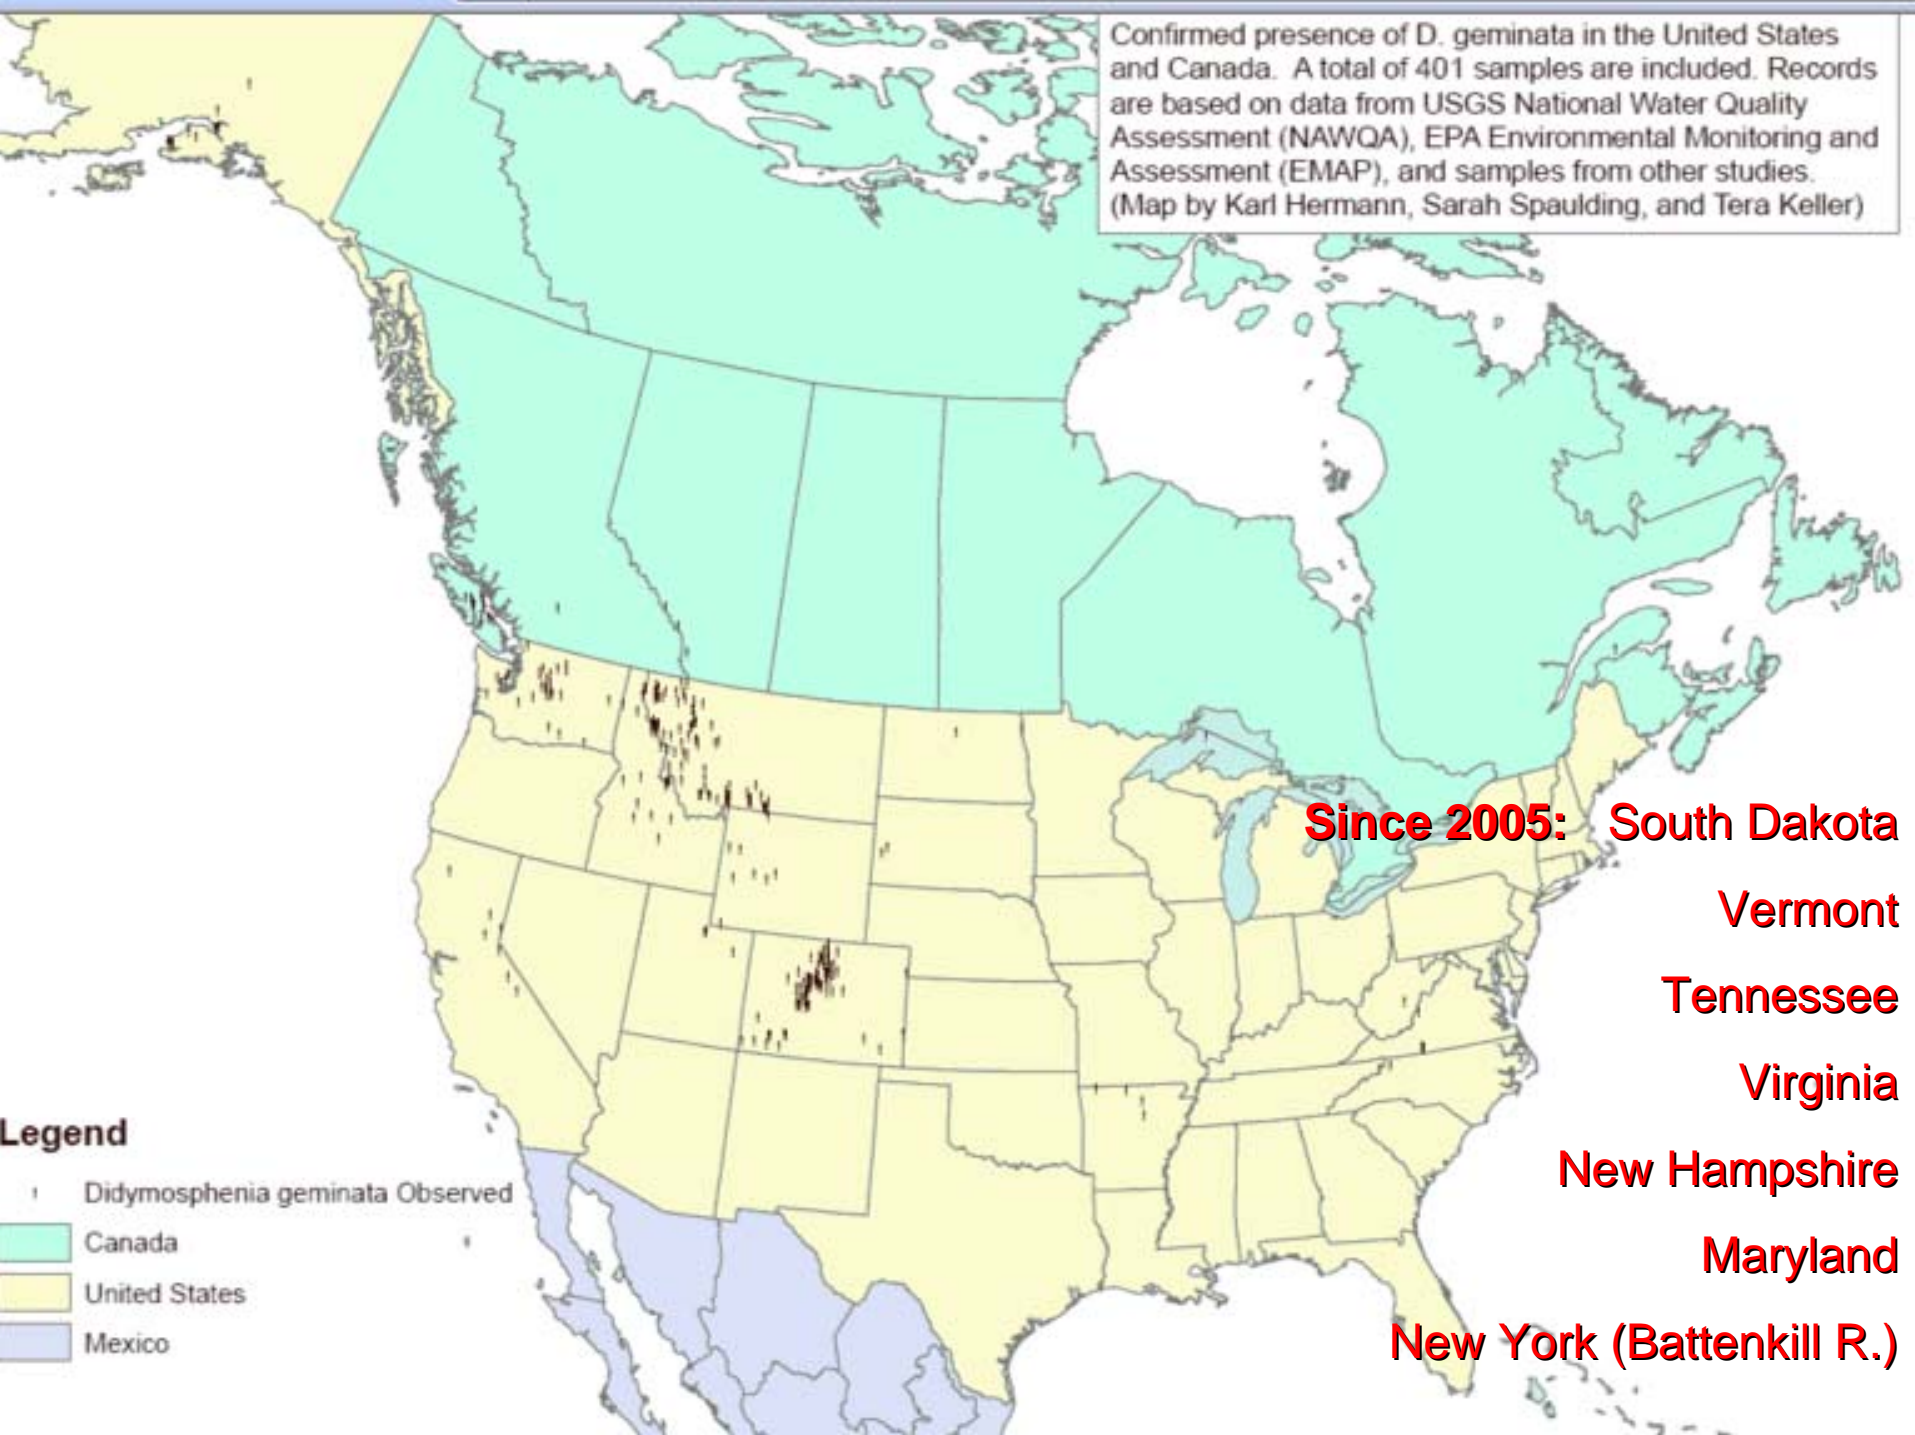 Confirmed presence of D. geminata in the United States
and Canada. A total of 401 samples are included. Records
are based on data from USGS National Water Quality
Assessment (NAWQA), EPA Environmental Monitoring and
Assessment (EMAP), and samples from other studies.
(Map by Karl Hermann, Sarah Spaulding, and Tera Keller)
Since 2005: South Dakota
Vermont
Tennessee
Virginia
New Hampshire
Maryland
New York (Battenkill R.)
Legend
Didymosphenia geminata Observed
Canada
United States
Mexico